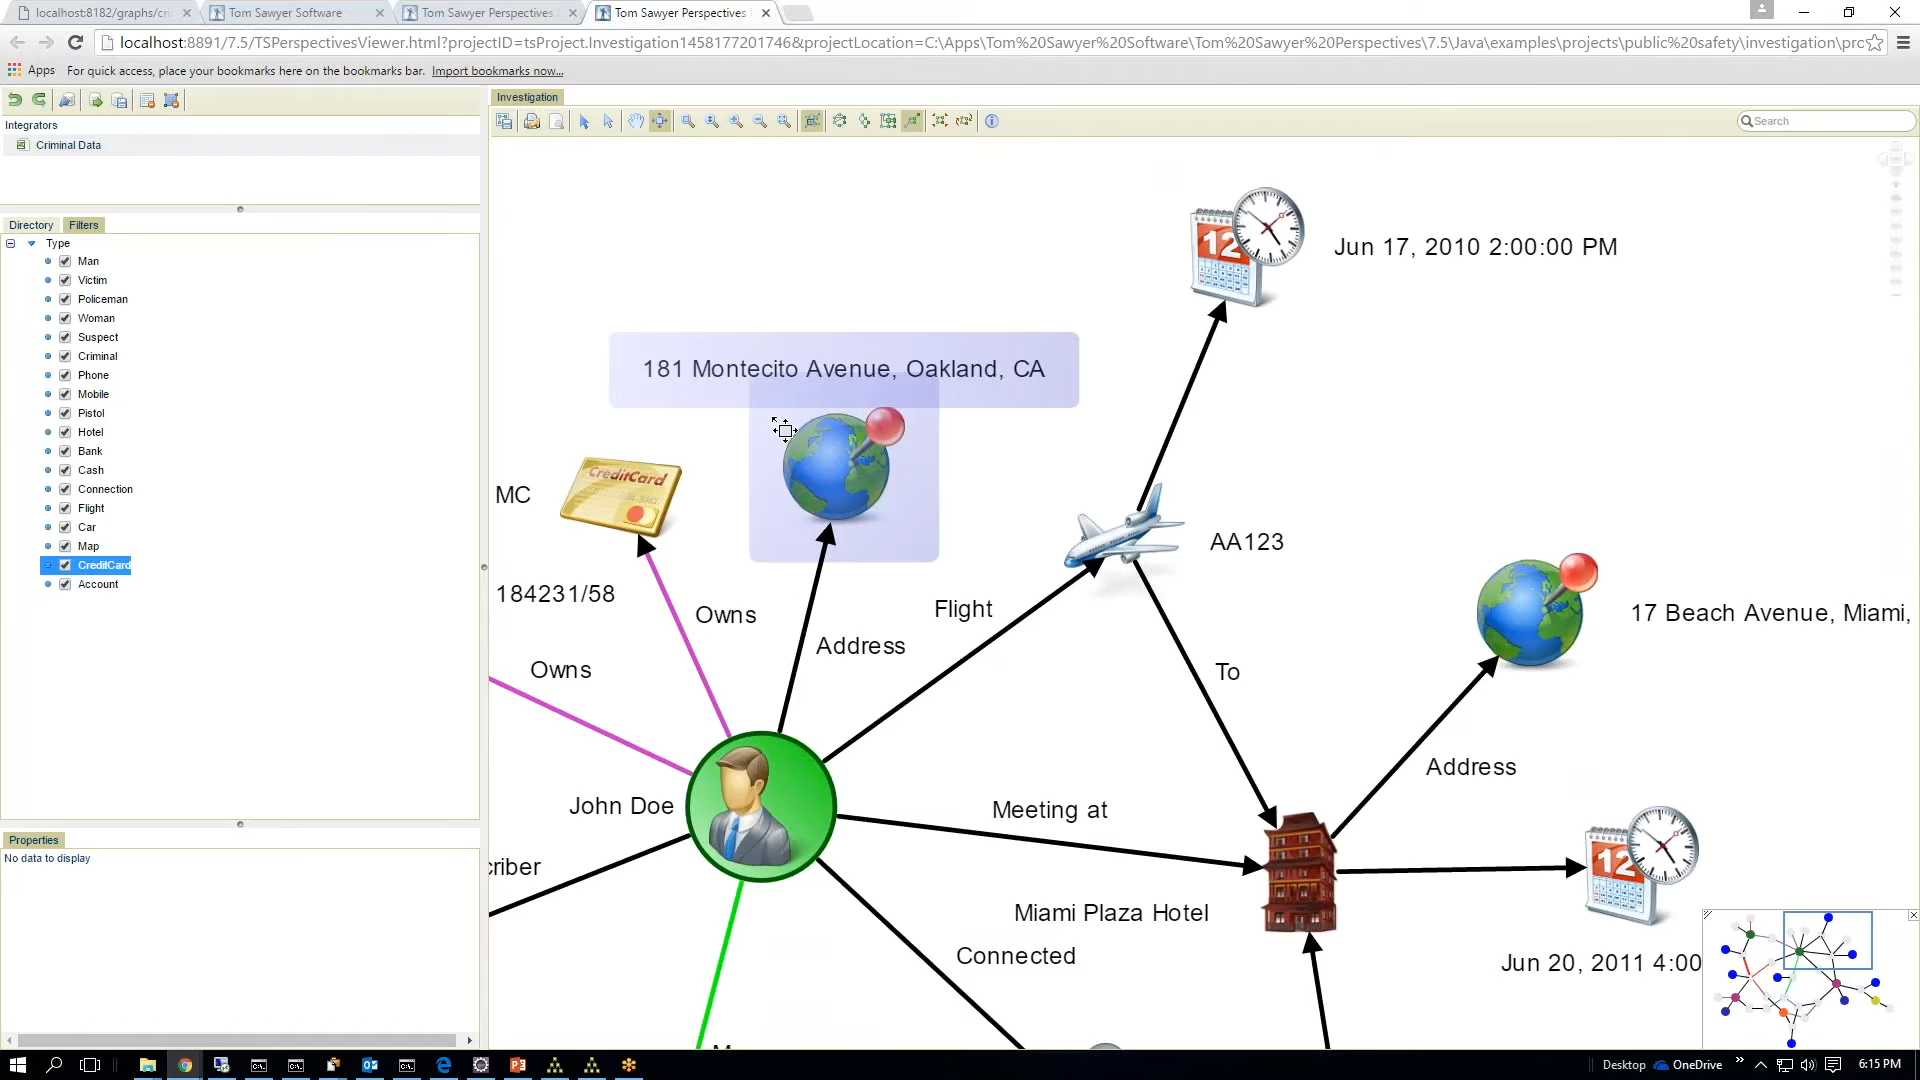 localhost:8182/graphs/cri
Tom Sawyer Software
Tom Sawyer Perspectives
Tom Sawyer Perspectives
localhost:8891/7.5/TSPerspectivesViewer.html?projectID=tsProject.Investigation1458177201746&projectLocation=C:\Apps\Tom%20Sawyer%20Software\Tom%20Sawyer%20Perspectives\7.5\Java\examples\projects\public%20safety\investigation\pro
Apps
For quick access, place your bookmarks here on the bookmarks bar. Import bookmarks now...
Integrators
Criminal Data
Directory
Filters
Type
Man
Victim
Policeman
Woman
Suspect
Criminal
Phone
Mobile
Pistol
Hotel
Bank
Cash
Connection
Flight
Car
Map
CreditCard
Account
Properties
No data to display
Investigation
Search
12
Jun 17, 2010 2:00:00 PM
181 Montecito Avenue, Oakland, CA
MC
CreditCard
AA123
184231/58
Owns
Flight
17 Beach Avenue, Miami,
Address
Owns
To
Address
John Doe
Meeting at
12
criber
Miami Plaza Hotel
Connected
Jun 20, 2011 4:00
Desktop
OneDrive
6:15 PM